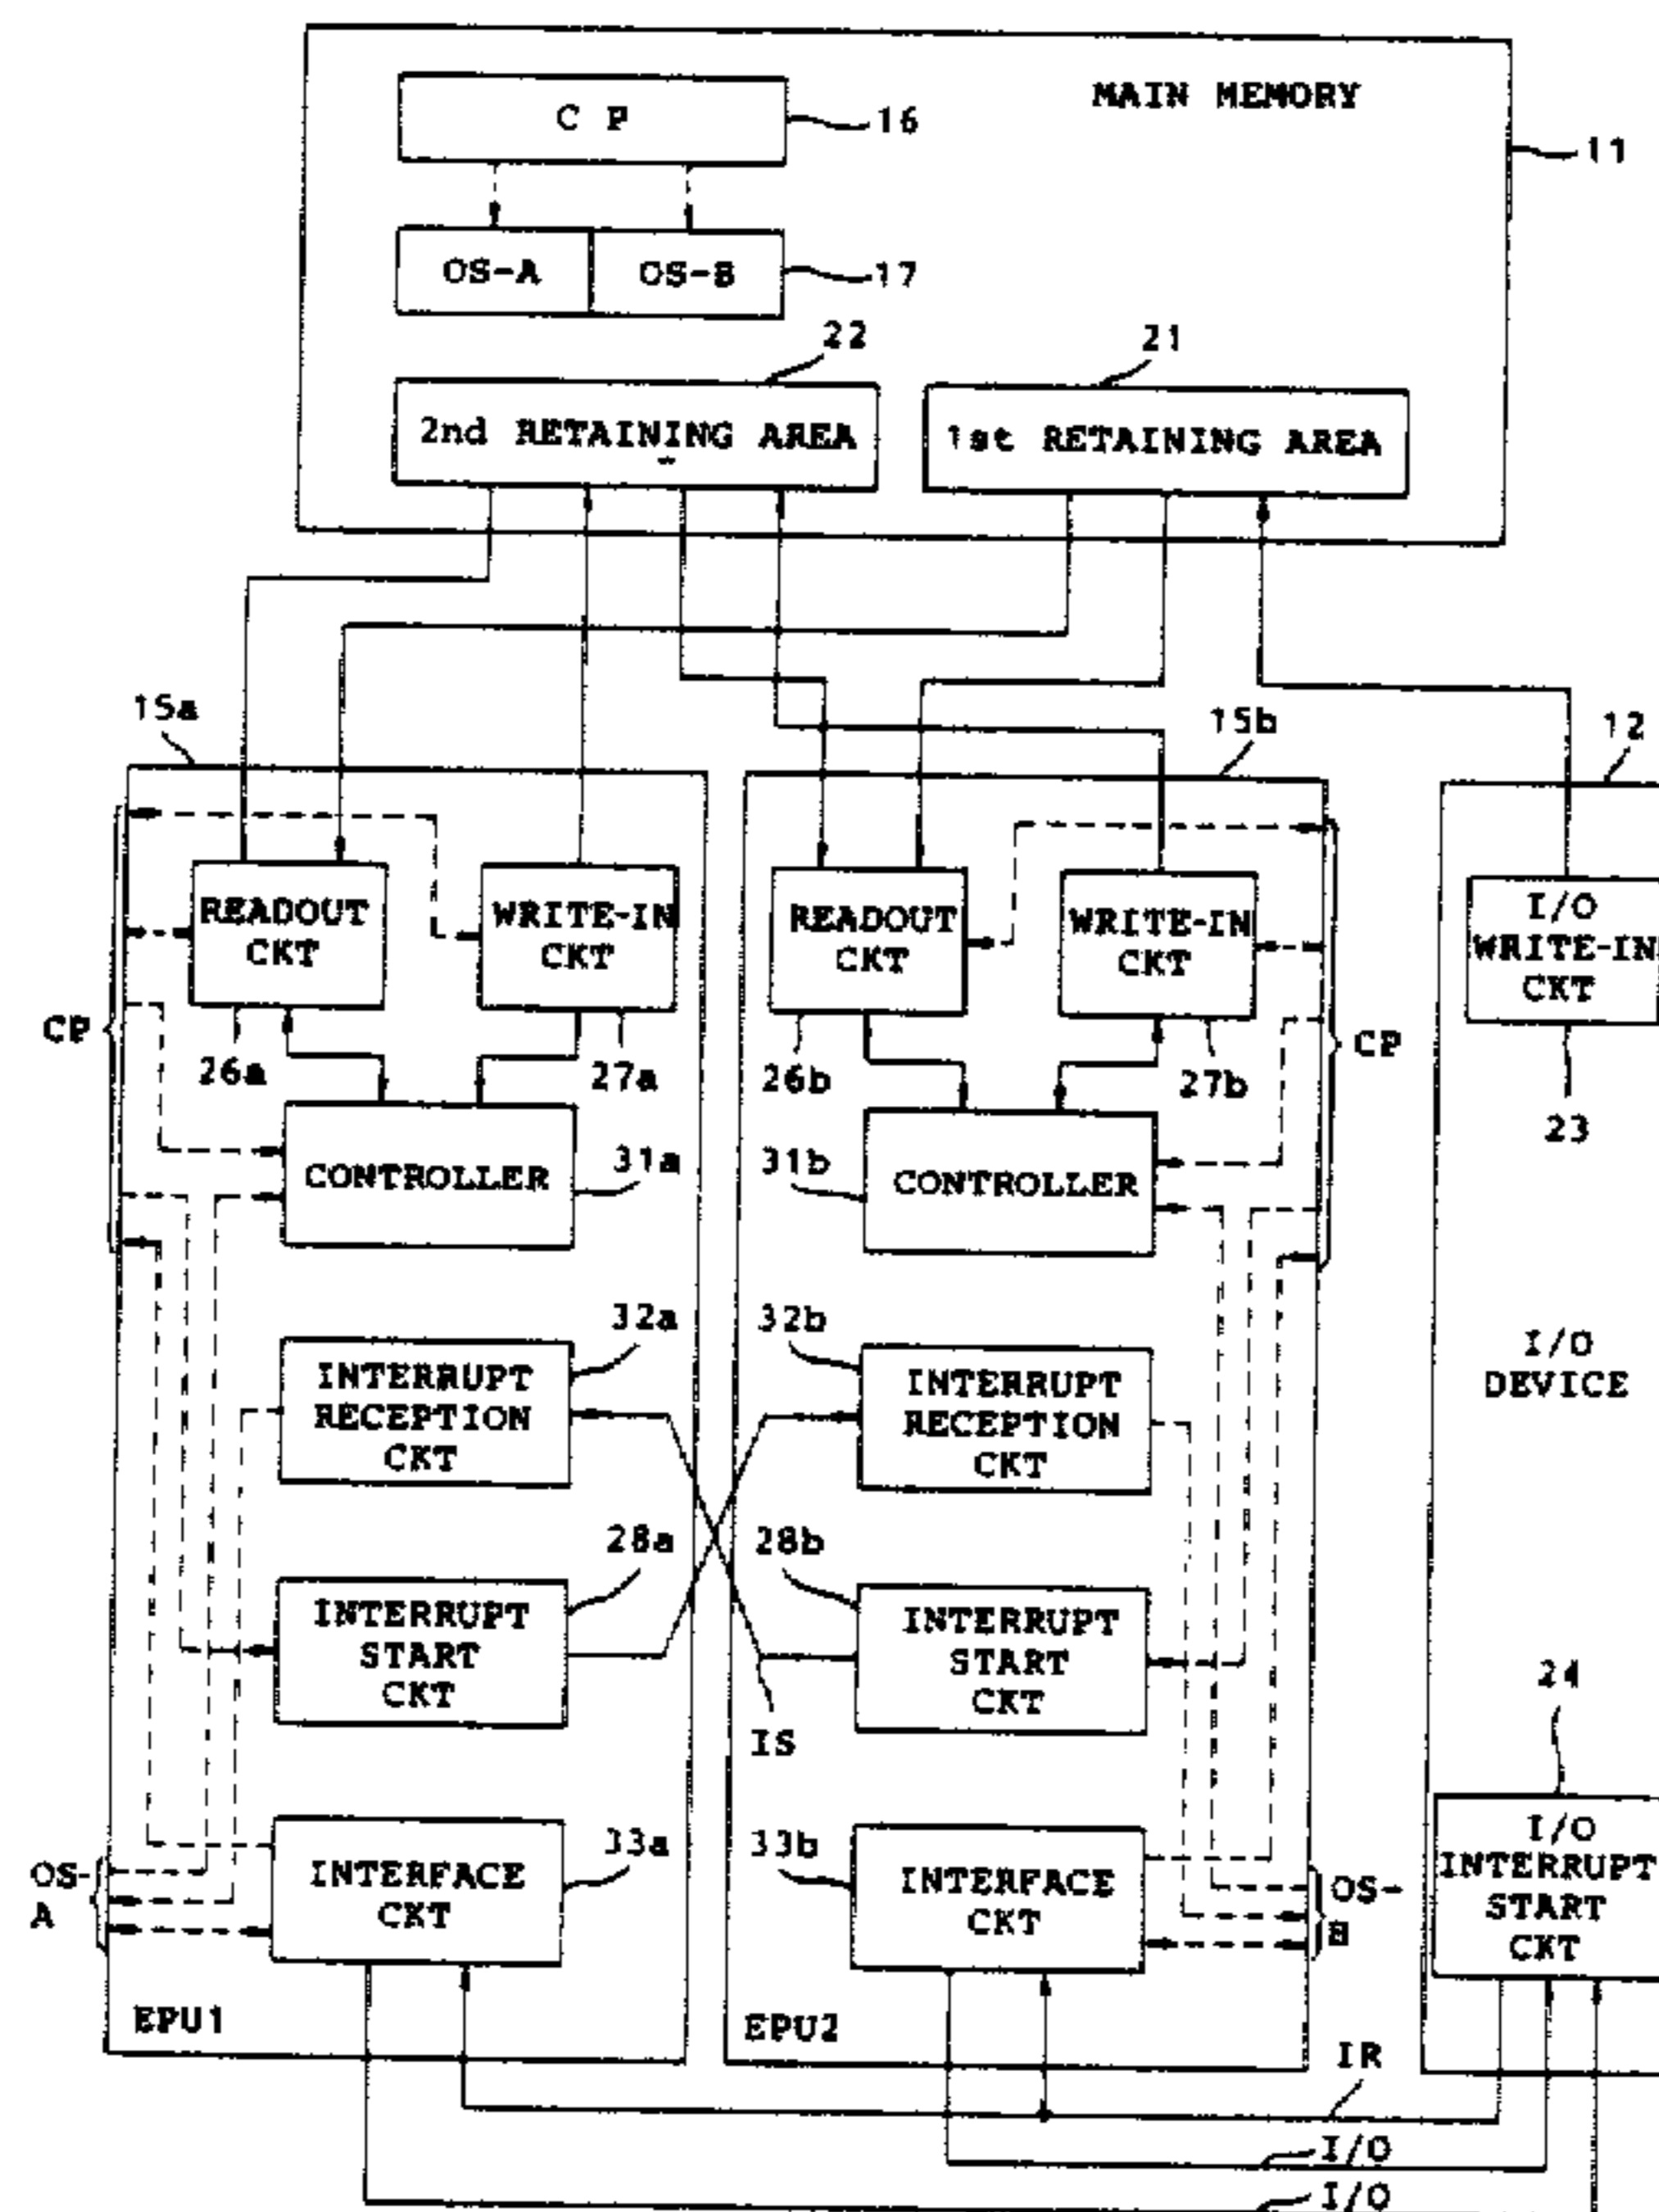 MAIN MEMORY
C P
16
11
OS-A
OS-B
17
22
21
2nd RETAINING AREA
1st RETAINING AREA
15a
15b
12
READOUT
CKT
WRITE-IN
CKT
READOUT
CKT
WRITE-IN
CKT
I/O
WRITE-IN
CKT
CP
CP
26a
27a
26b
27b
23
CONTROLLER
31a
31b
CONTROLLER
32a
32b
INTERRUPT
RECEPTION
CKT
INTERRUPT
RECEPTION
CKT
I/O
DEVICE
28a
28b
INTERRUPT
START
CKT
INTERRUPT
START
CKT
IS
24
33a
33b
OS-
A
INTERFACE
CKT
INTERFACE
CKT
OS-
B
I/O
INTERRUPT
START
CKT
EPU1
EPU2
IR
I/O
I/O